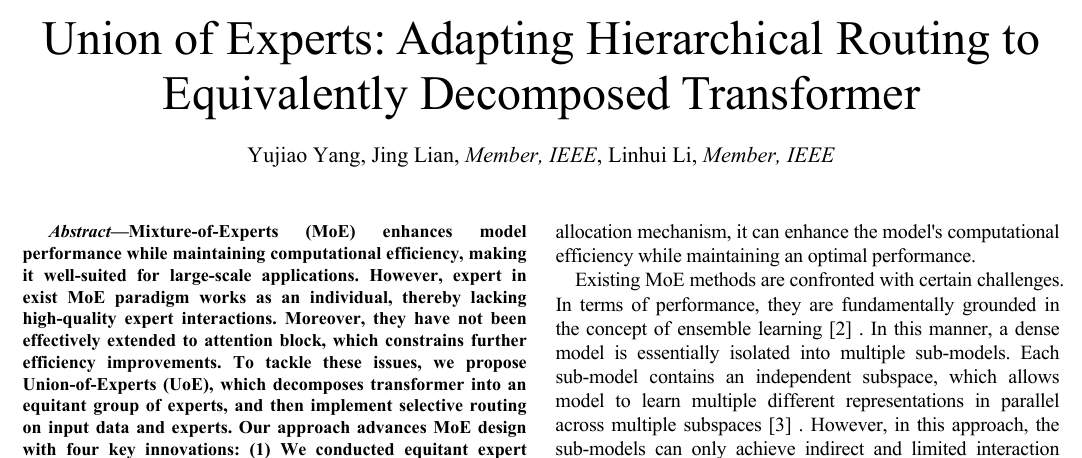 Union of Experts: Adapting Hierarchical Routing to
Equivalently Decomposed Transformer
Yujiao Yang, Jing Lian, Member, IEEE, Linhui Li, Member, IEEE
Abstract—Mixture-of-Experts (MoE) enhances model
performance while maintaining computational efficiency, making
it well-suited for large-scale applications. However, expert in
exist MoE paradigm works as an individual, thereby lacking
high-quality expert interactions. Moreover, they have not been
effectively extended to attention block, which constrains further
efficiency improvements. To tackle these issues, we propose
Union-of-Experts (UoE), which decomposes transformer into an
equitant group of experts, and then implement selective routing
on input data and experts. Our approach advances MoE design
with four key innovations: (1) We conducted equitant expert
allocation mechanism, it can enhance the model's computational
efficiency while maintaining an optimal performance.
Existing MoE methods are confronted with certain challenges.
In terms of performance, they are fundamentally grounded in
the concept of ensemble learning [2] . In this manner, a dense
model is essentially isolated into multiple sub-models. Each
sub-model contains an independent subspace, which allows
model to learn multiple different representations in parallel
across multiple subspaces [3] . However, in this approach, the
sub-models can only achieve indirect and limited interaction